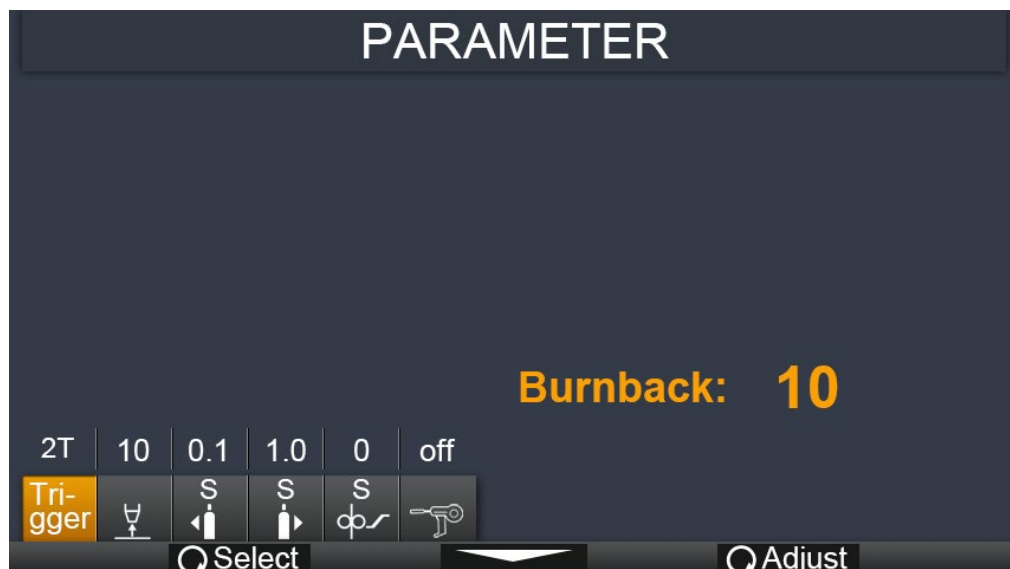 PARAMETER
Burnback: 10
2T 10 0.1 1.0 0 off
Tri-
gger
S S S
Select Adjust